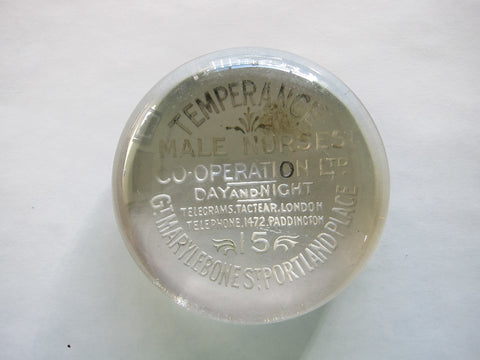 TEMPERANCE
MALE NURSES
CO-OPERATION LTD.
DAY AND NIGHT
TELEGRAMS, TACTEAR, LONDON
TELEPHONE, 1472, PADDINGTON
15
GT. MARYLEBONE ST. PORTLAND PLACE